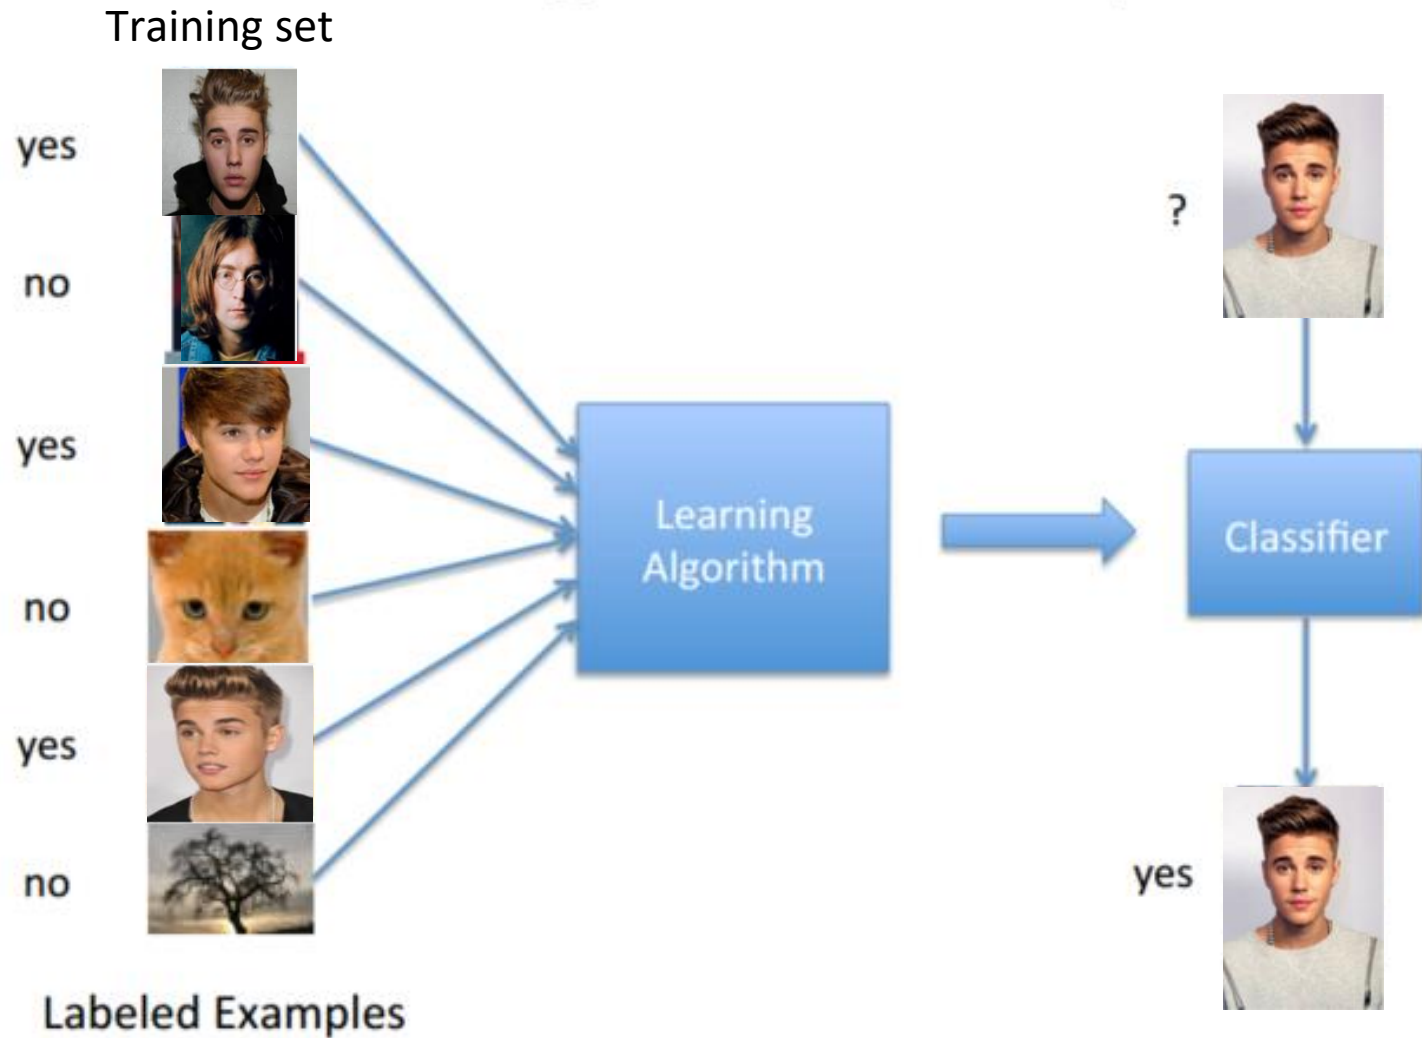 Training set
yes
no
yes
no
yes
no
Labeled Examples
Learning
Algorithm
?
Classifier
yes